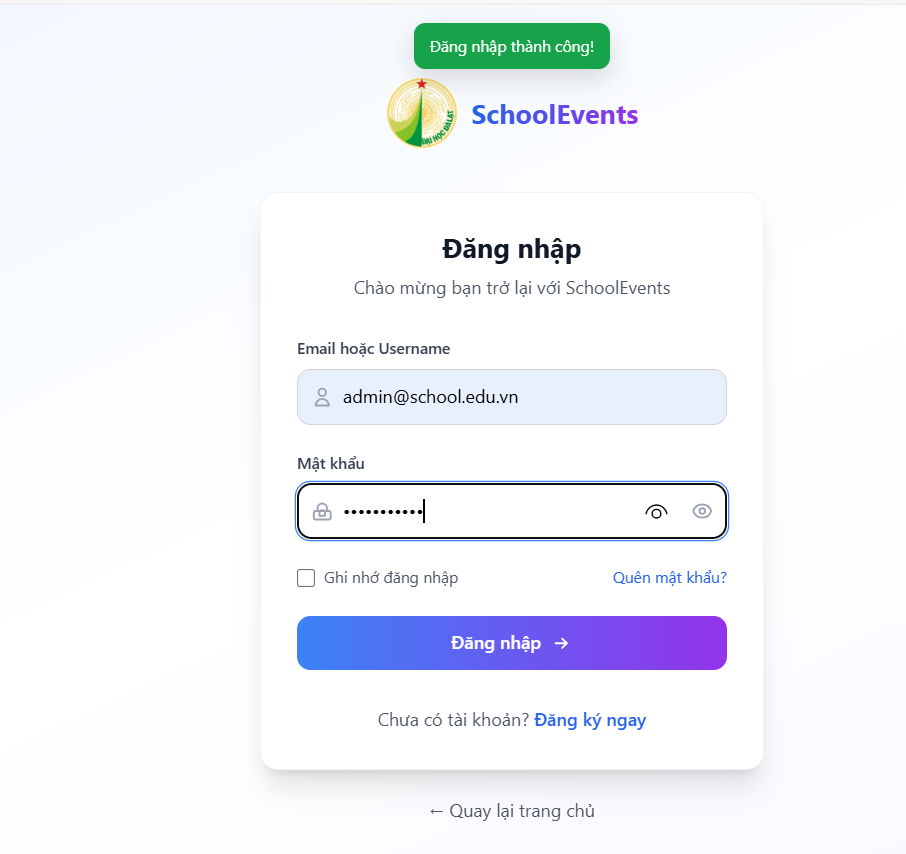 Đăng nhập thành công!
ĐẠI HỌC ĐÀ LẠT
SchoolEvents
Đăng nhập
Chào mừng bạn trở lại với SchoolEvents
Email hoặc Username
admin@school.edu.vn
Mật khẩu
•••••••••••
Ghi nhớ đăng nhập
Quên mật khẩu?
Đăng nhập →
Chưa có tài khoản? Đăng ký ngay
← Quay lại trang chủ